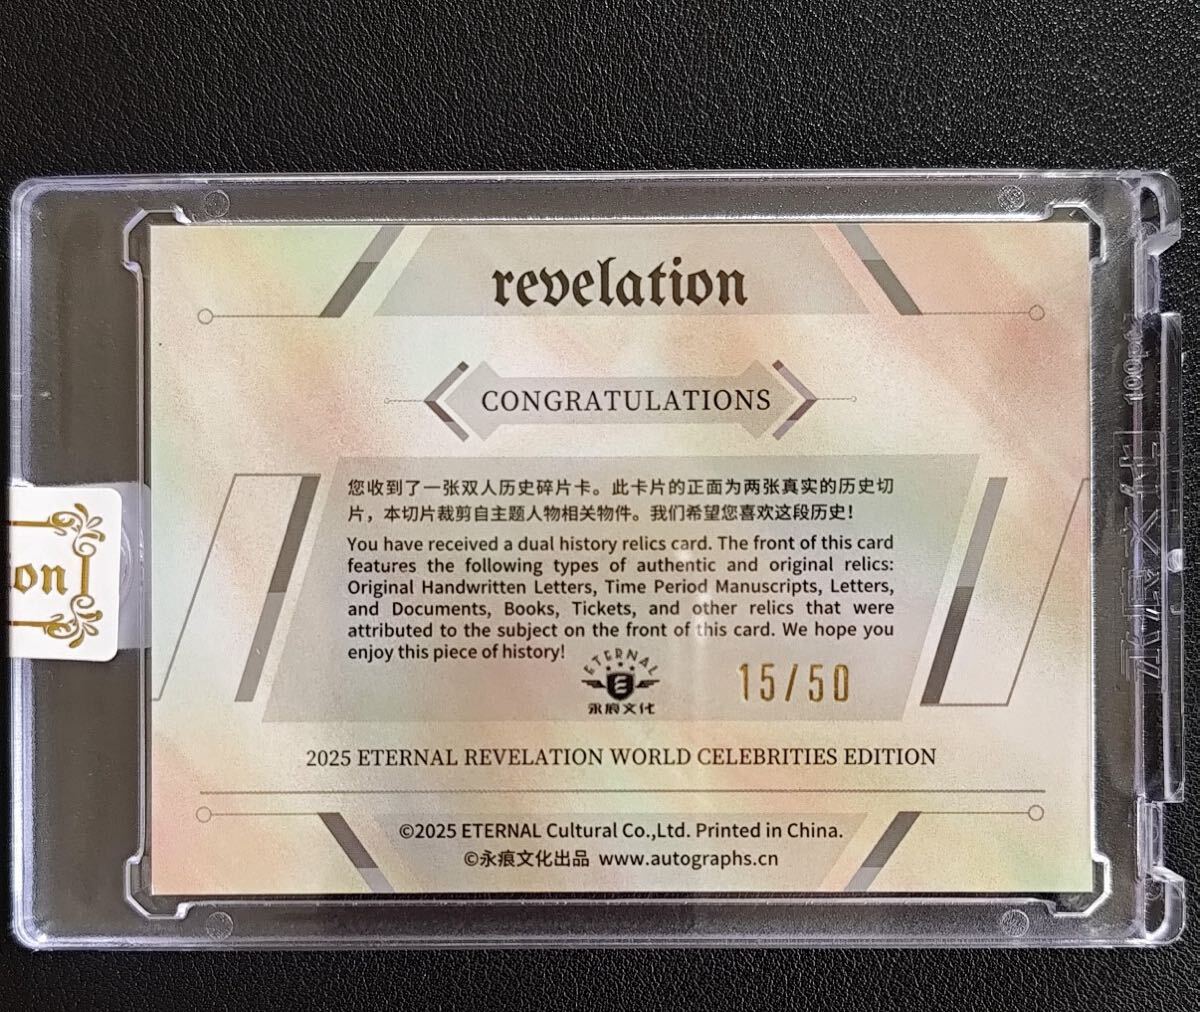 revelation
CONGRATULATIONS
您收到了一张双人历史碎片卡。此卡片的正面为两张真实的历史切
片，本切片裁剪自主题人物相关物件。我们希望您喜欢这段历史！
You have received a dual history relics card. The front of this card
features the following types of authentic and original relics:
Original Handwritten Letters, Time Period Manuscripts, Letters,
and Documents, Books, Tickets, and other relics that were
attributed to the subject on the front of this card. We hope you
enjoy this piece of history!
ETERNAL
永痕文化
15/50
2025 ETERNAL REVELATION WORLD CELEBRITIES EDITION
©2025 ETERNAL Cultural Co.,Ltd. Printed in China.
©永痕文化出品 www.autographs.cn
on
100pt
永痕文化